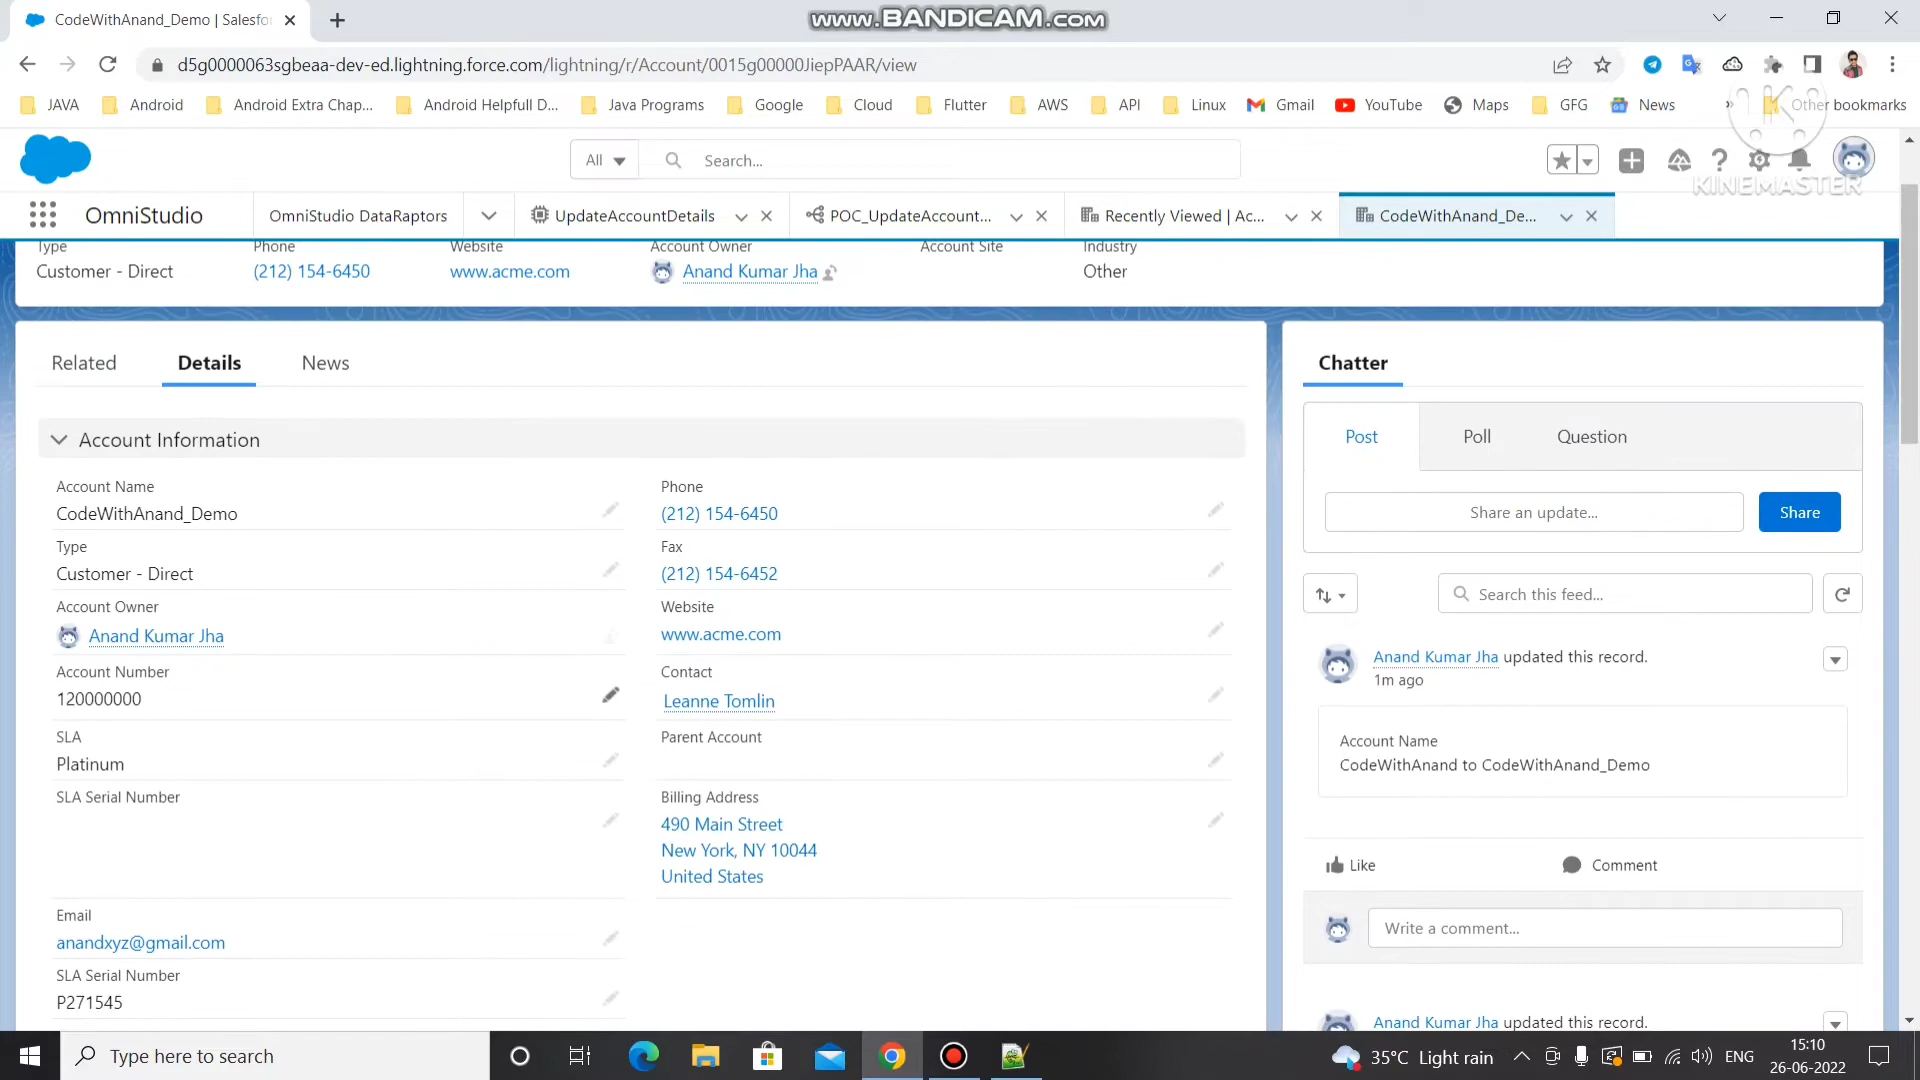 CodeWithAnand_Demo | Salesfo
www.BANDICAM.COM
d5g0000063sgbeaa-dev-ed.lightning.force.com/lightning/r/Account/0015g00000JiepPAAR/view
JAVA Android Android Extra Chap... Android Helpfull D... Java Programs Google Cloud Flutter AWS API Linux Gmail YouTube Maps GFG News » Other bookmarks
All Search...
KINEMASTER
OmniStudio OmniStudio DataRaptors UpdateAccountDetails POC_UpdateAccount... Recently Viewed | Ac... CodeWithAnand_De...
Type Phone Website Account Owner Account Site Industry
Customer - Direct (212) 154-6450 www.acme.com Anand Kumar Jha Other
Related Details News
Account Information
Account Name
CodeWithAnand_Demo
Type
Customer - Direct
Account Owner
Anand Kumar Jha
Account Number
120000000
SLA
Platinum
SLA Serial Number
Email
anandxyz@gmail.com
SLA Serial Number
P271545
Phone
(212) 154-6450
Fax
(212) 154-6452
Website
www.acme.com
Contact
Leanne Tomlin
Parent Account
Billing Address
490 Main Street
New York, NY 10044
United States
Chatter
Post Poll Question
Share an update... Share
Search this feed...
Anand Kumar Jha updated this record.
1m ago
Account Name
CodeWithAnand to CodeWithAnand_Demo
Like Comment
Write a comment...
Anand Kumar Jha updated this record.
Type here to search
35°C Light rain
ENG
15:10
26-06-2022